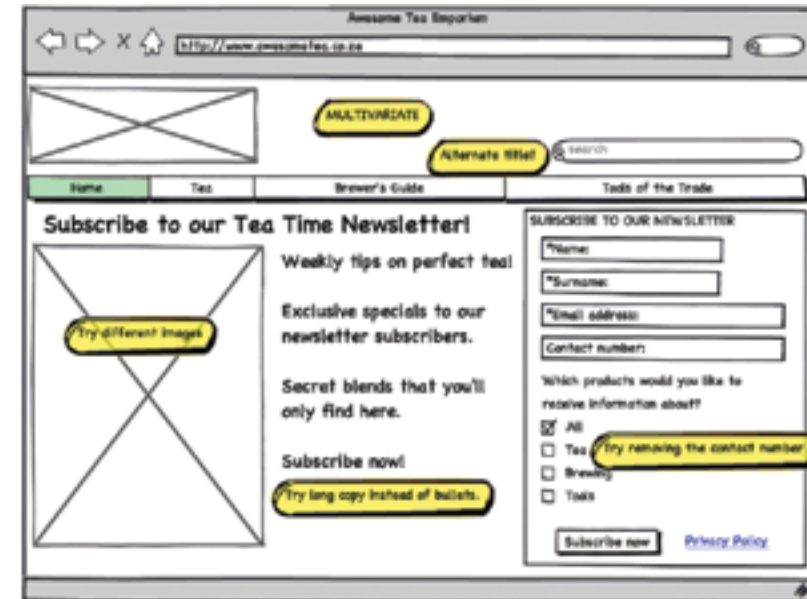 Awesome Tea Emporium
http://www.awesometea.co.za
MULTIVARIATE
Alternate title!
search
Home
Tea
Brewer's Guide
Tools of the Trade
Subscribe to our Tea Time Newsletter!
Try different images
Weekly tips on perfect tea!
Exclusive specials to our
newsletter subscribers.
Secret blends that you'll
only find here.
Subscribe now!
Try long copy instead of bullets.
SUBSCRIBE TO OUR NEWSLETTER
*Name:
*Surname:
*Email address:
Contact number:
Which products would you like to
receive information about?
All
Tea
Try removing the contact number
Brewing
Tools
Subscribe now
Privacy Policy